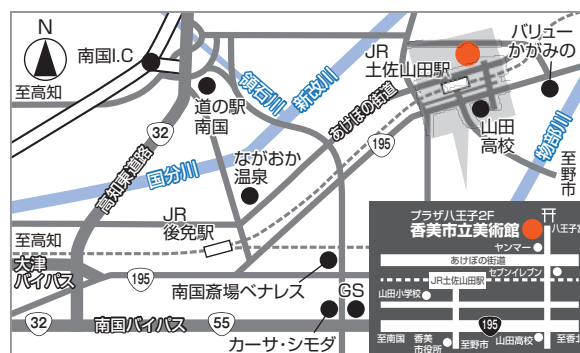 N
南国I.C
至高知
領石川
新改川
JR
土佐山田駅
バリュー
かがみの
道の駅
南国
32
あけぼの街道
山田
高校
物部川
195
至
野
市
高知東道路
国分川
ながおか
温泉
JR
後免駅
至高知
大津
バイパス
195
南国斎場ベナレス
GS
32
南国バイパス
55
カーサ・シモダ
プラザ八王子2F
香美市立美術館
八王子宮
ヤンマー
あけぼの街道
セブンイレブン
JR土佐山田駅
山田小学校
195
至南国
香美
市役所
至野市
山田高校